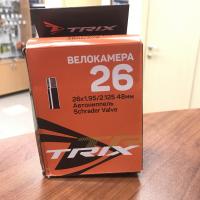 TRIX
ВЕЛОКАМЕРА
26
26x1.95/2.125 48мм
Автониппель
Schrader Valve
TRIX